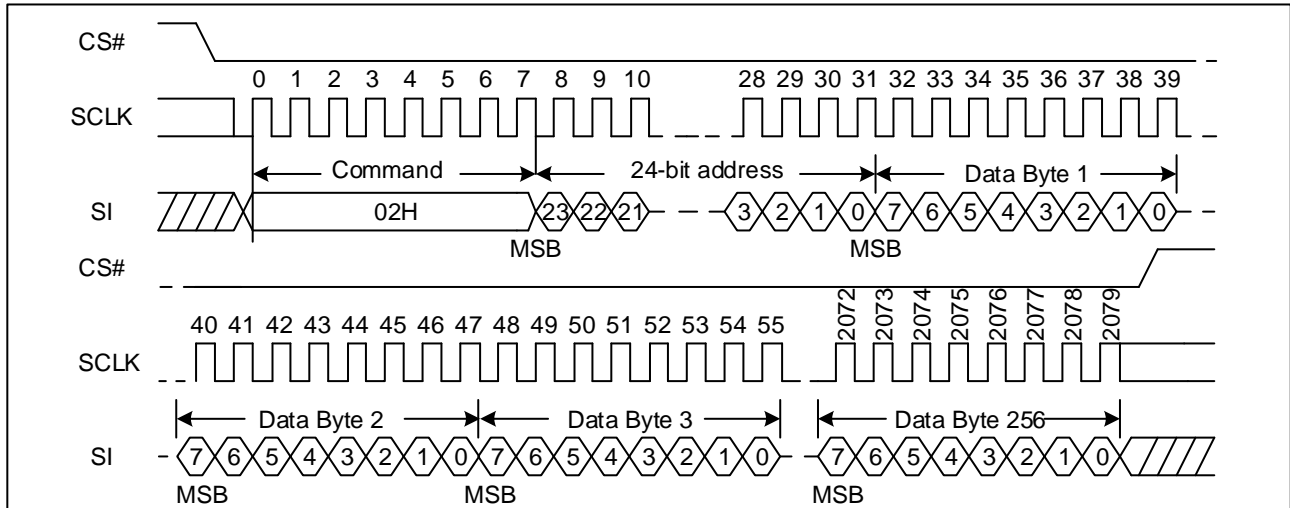 CS#
0 1 2 3 4 5 6 7 8 9 10 28 29 30 31 32 33 34 35 36 37 38 39
SCLK
Command 24-bit address Data Byte 1
SI 02H 23 22 21 3 2 1 0 7 6 5 4 3 2 1 0
MSB MSB
CS#
40 41 42 43 44 45 46 47 48 49 50 51 52 53 54 55 2072 2073 2074 2075 2076 2077 2078 2079
SCLK
Data Byte 2 Data Byte 3 Data Byte 256
SI 7 6 5 4 3 2 1 0 7 6 5 4 3 2 1 0 7 6 5 4 3 2 1 0
MSB MSB MSB